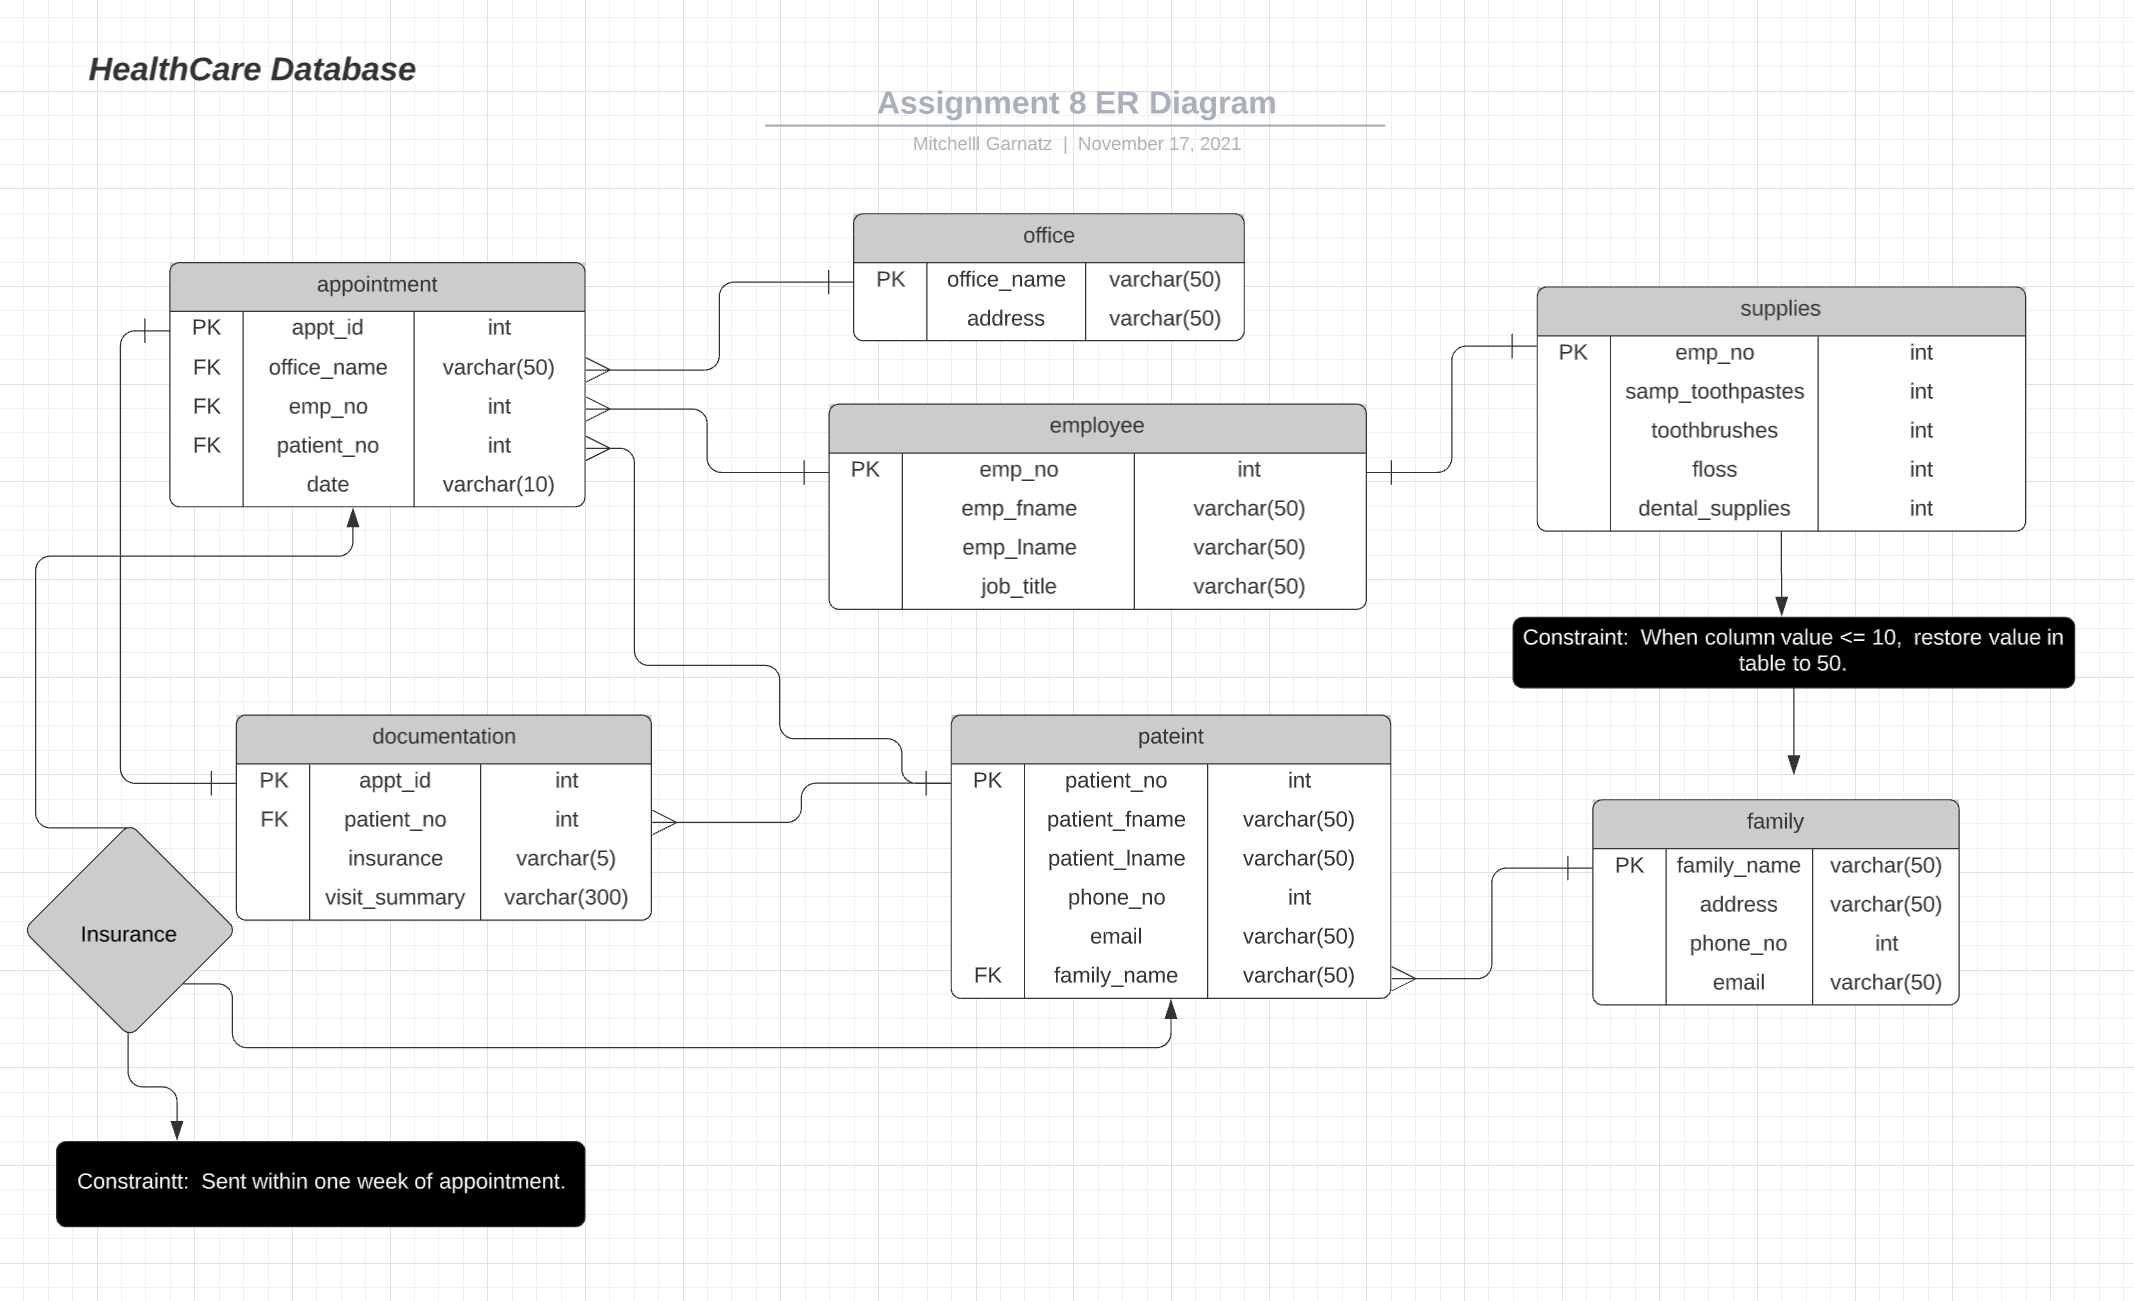 HealthCare Database
Assignment 8 ER Diagram
Mitchelll Garnatz | November 17, 2021
office
PK office_name varchar(50)
address varchar(50)
appointment
PK appt_id int
FK office_name varchar(50)
FK emp_no int
FK patient_no int
date varchar(10)
supplies
PK emp_no int
samp_toothpastes int
toothbrushes int
floss int
dental_supplies int
employee
PK emp_no int
emp_fname varchar(50)
emp_lname varchar(50)
job_title varchar(50)
Constraint: When column value <= 10, restore value in
table to 50.
documentation
PK appt_id int
FK patient_no int
insurance varchar(5)
visit_summary varchar(300)
pateint
PK patient_no int
patient_fname varchar(50)
patient_lname varchar(50)
phone_no int
email varchar(50)
FK family_name varchar(50)
family
PK family_name varchar(50)
address varchar(50)
phone_no int
email varchar(50)
Insurance
Constraintt: Sent within one week of appointment.